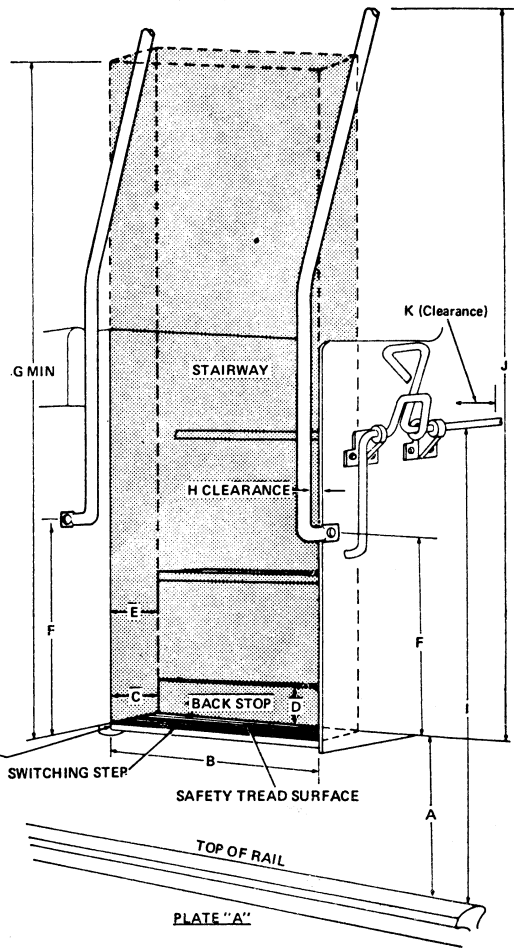 K (Clearance)
J
.G MIN
STAIRWAY
H CLEARANCE
E
F
F
I
C
BACK STOP
D
B
SWITCHING STEP
SAFETY TREAD SURFACE
A
TOP OF RAIL
PLATE "A"